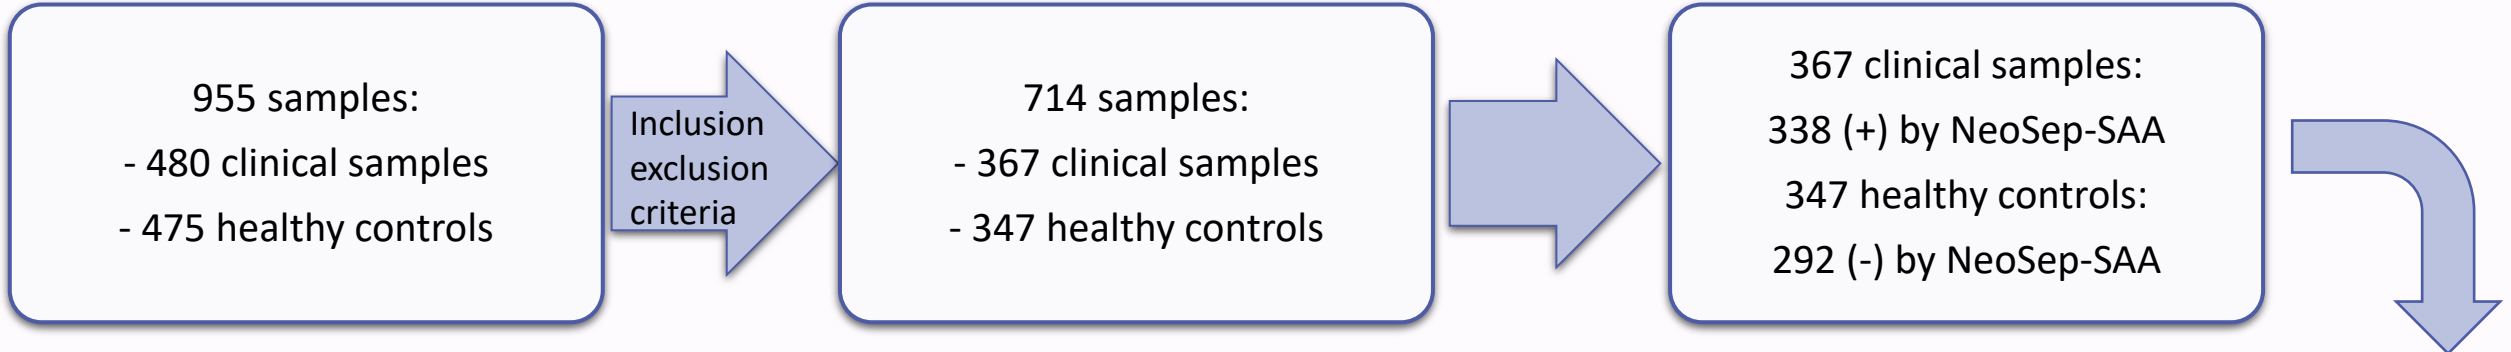 955 samples:
- 480 clinical samples
- 475 healthy controls
Inclusion
exclusion
criteria
714 samples:
- 367 clinical samples
- 347 healthy controls
367 clinical samples:
338 (+) by NeoSep-SAA
347 healthy controls:
292 (-) by NeoSep-SAA